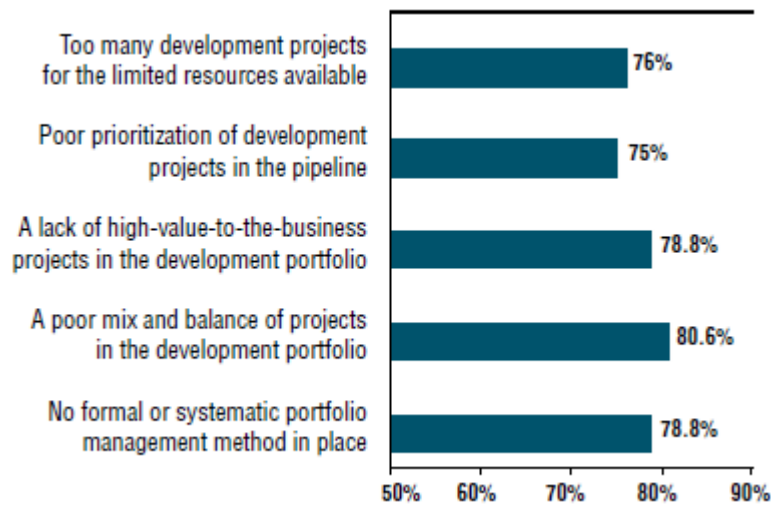 Too many development projects
for the limited resources available
76%
Poor prioritization of development
projects in the pipeline
75%
A lack of high-value-to-the-business
projects in the development portfolio
78.8%
A poor mix and balance of projects
in the development portfolio
80.6%
No formal or systematic portfolio
management method in place
78.8%
50% 60% 70% 80% 90%